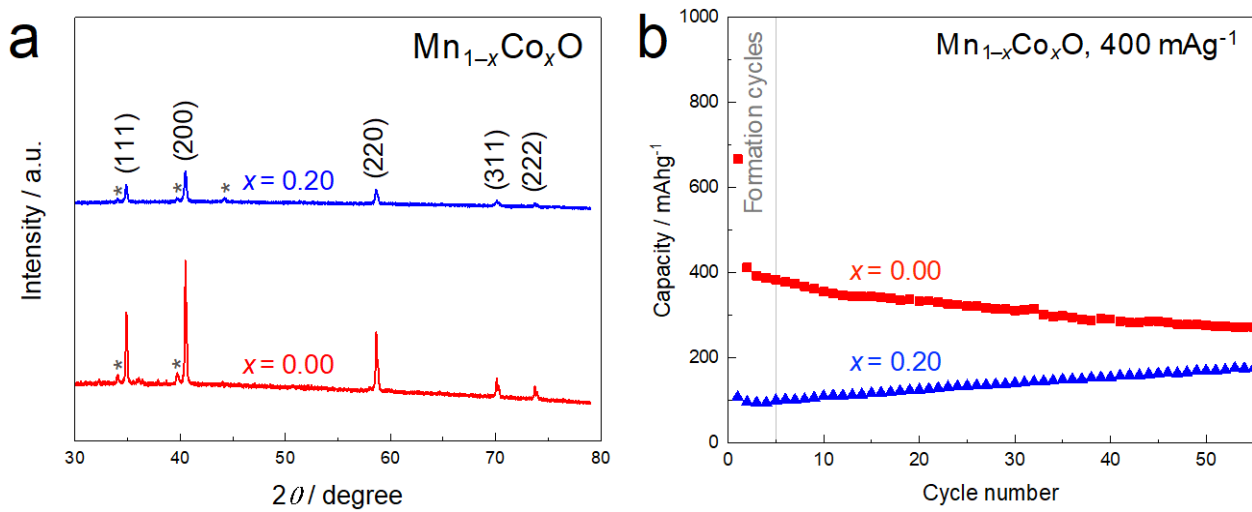 a
Mn₁₋ₓCoₓO
Intensity / a.u.
(111)
(200)
(220)
(311)
(222)
* * *
x = 0.20
* *
x = 0.00
30 40 50 60 70 80
2θ / degree
b
Mn₁₋ₓCoₓO, 400 mAg⁻¹
Formation cycles
Capacity / mAhg⁻¹
1000
800
600
400
200
0
x = 0.00
x = 0.20
0 10 20 30 40 50
Cycle number